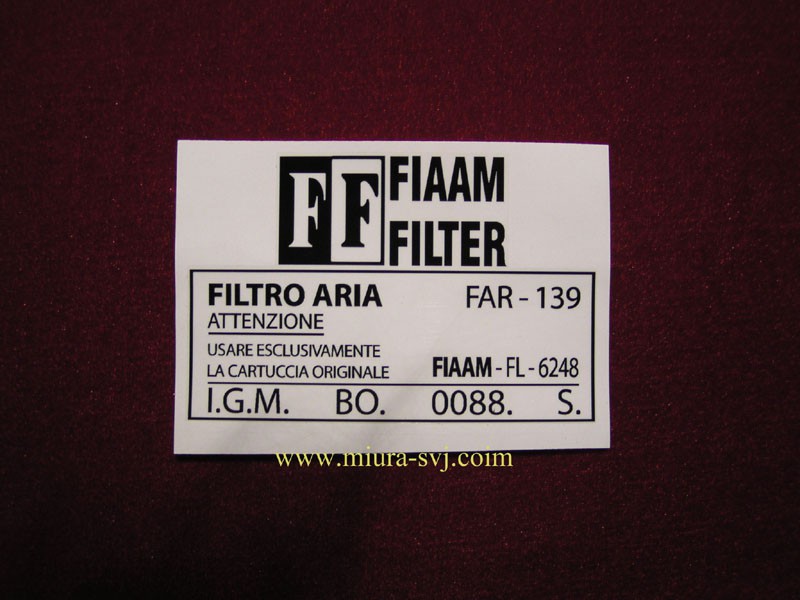 FF FIAAM
FILTER
FILTRO ARIA FAR - 139
ATTENZIONE
USARE ESCLUSIVAMENTE
LA CARTUCCIA ORIGINALE FIAAM - FL - 6248
I.G.M. BO. 0088. S.
www.miura-svj.coim